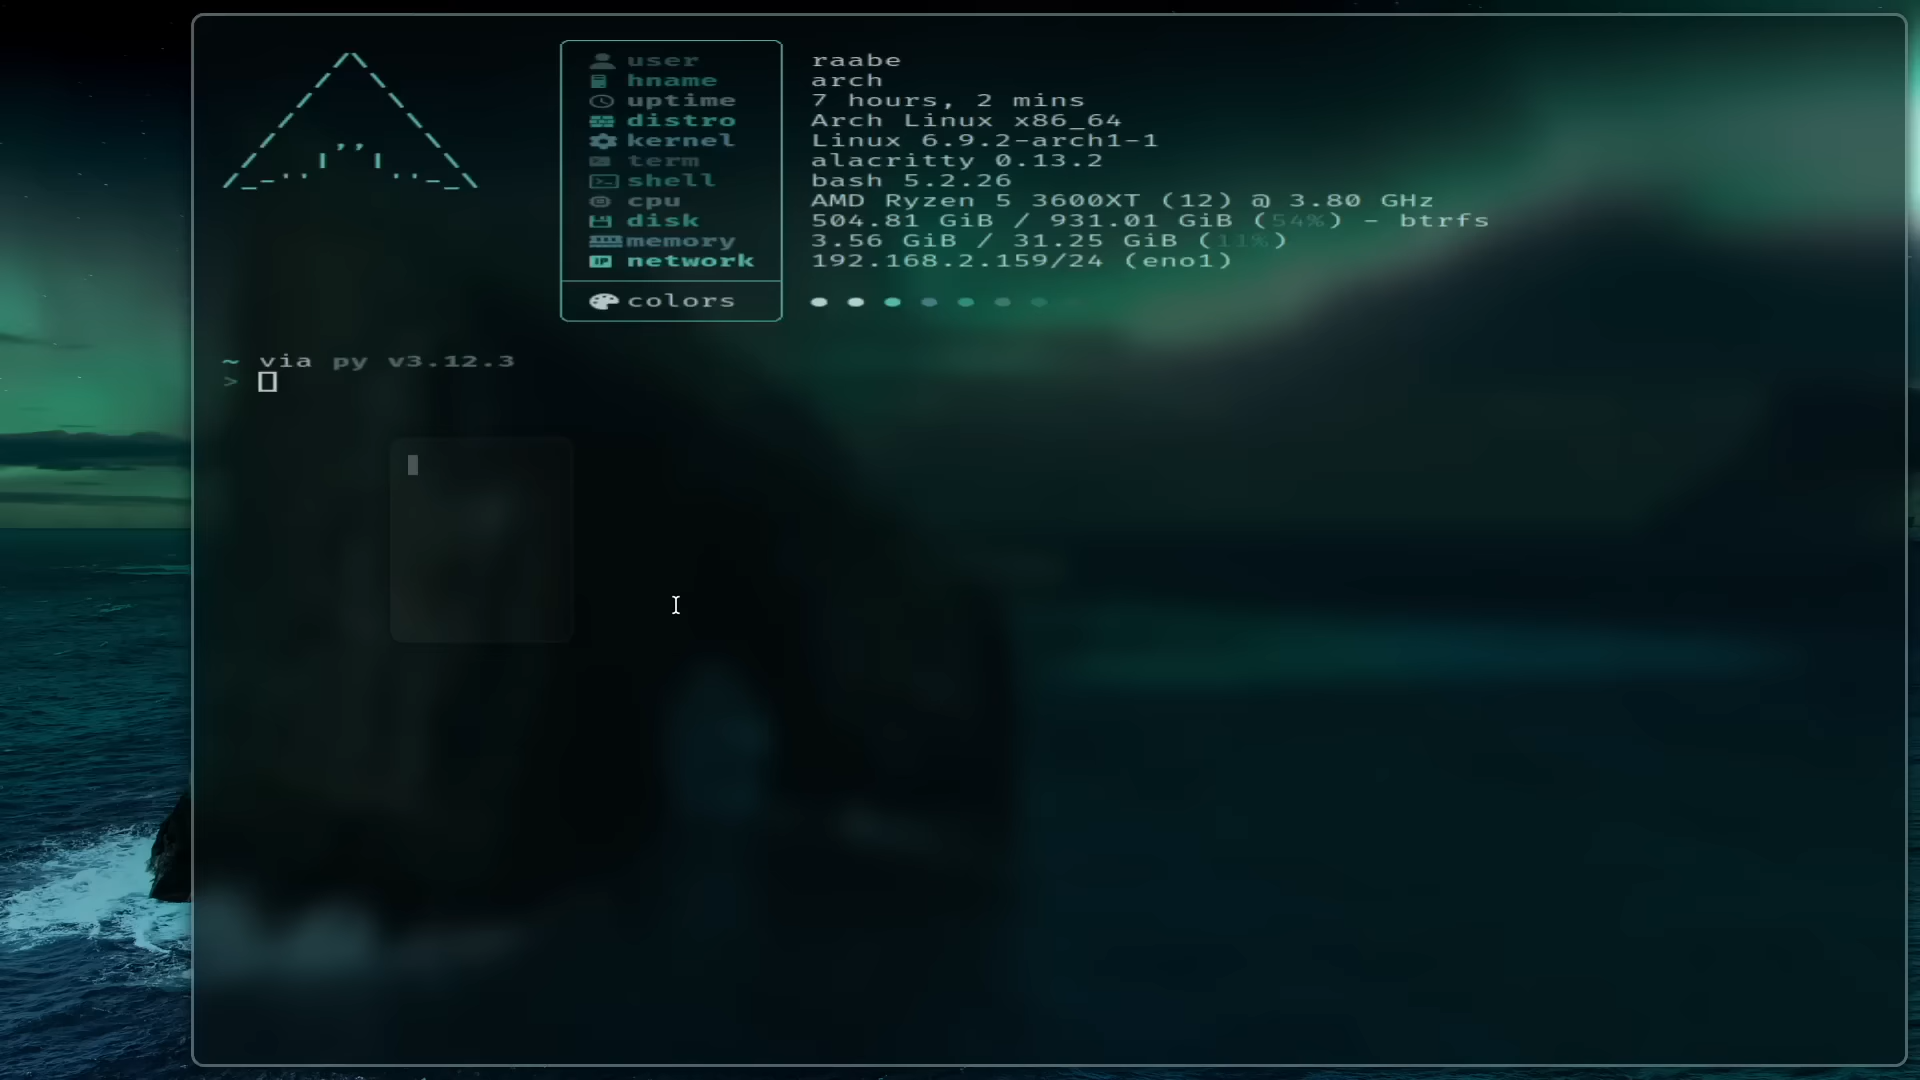 user raabe
hname arch
uptime 7 hours, 2 mins
distro Arch Linux x86_64
kernel Linux 6.9.2-arch1-1
term alacritty 0.13.2
shell bash 5.2.26
cpu AMD Ryzen 5 3600XT (12) @ 3.80 GHz
disk 504.81 GiB / 931.01 GiB (54%) - btrfs
memory 3.56 GiB / 31.25 GiB (11%)
network 192.168.2.159/24 (eno1)
colors
~ via py v3.12.3
>